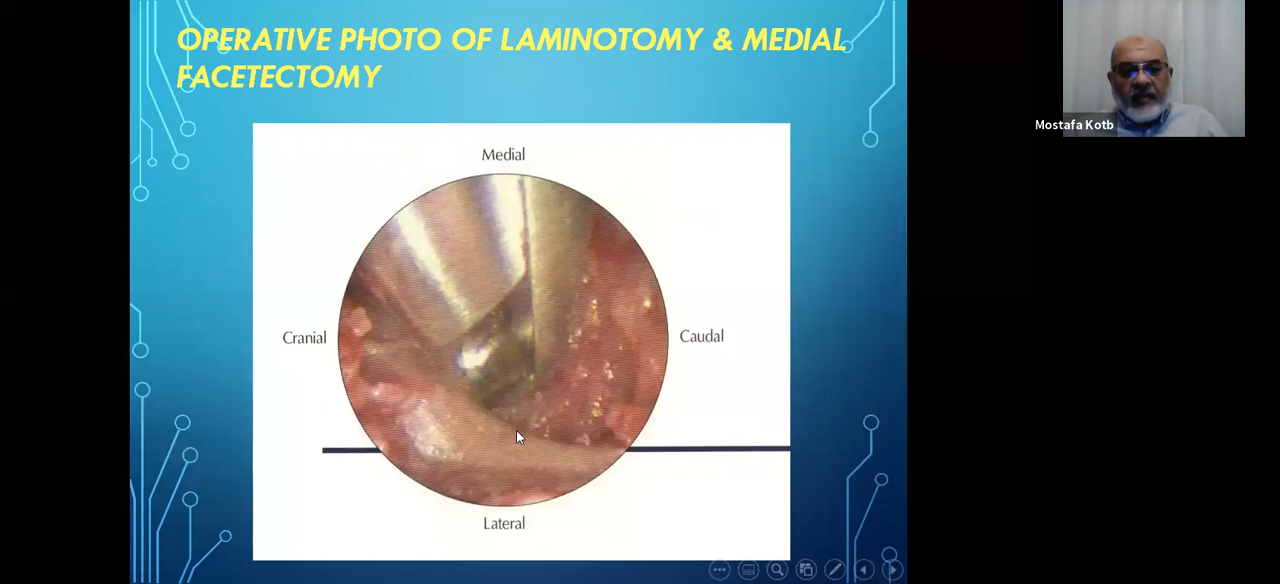 OPERATIVE PHOTO OF LAMINOTOMY & MEDIAL
FACETECTOMY
Mostafa Kotb
Medial
Cranial
Caudal
Lateral